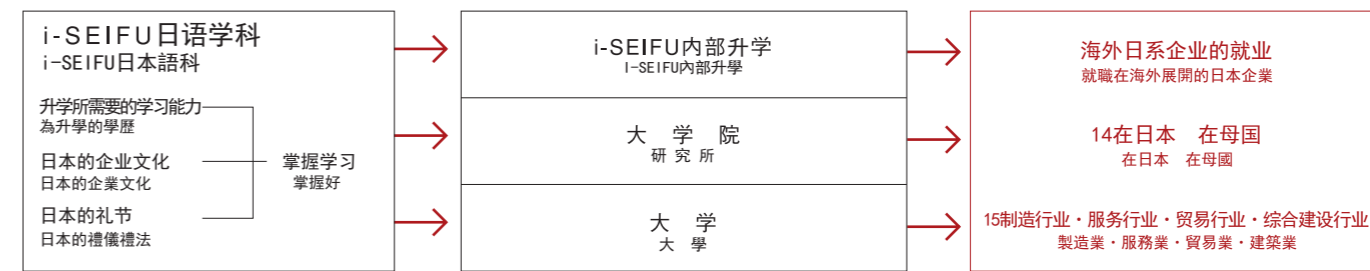 i-SEIFU日语学科
i-SEIFU日本語科
升学所需要的学习能力
為升學的學歷
日本的企业文化
日本的企業文化
日本的礼节
日本的禮儀禮法
掌握学习
掌握好
i-SEIFU内部升学
I-SEIFU內部升學
大 学 院
研 究 所
大 学
大 學
海外日系企业的就业
就職在海外展開的日本企業
14在日本 在母国
在日本 在母國
15制造行业・服务行业・贸易行业・综合建设行业
製造業・服務業・貿易業・建築業